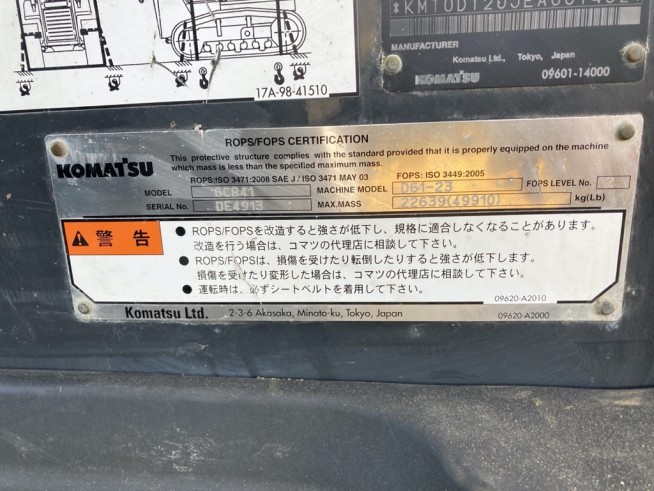 17A-98-41510
MANUFACTURER
Komatsu Ltd., Tokyo, Japan
KOMATSU 09601-14000
ROPS/FOPS CERTIFICATION
KOMATSU
This protective structure complies with the standard provided that it is properly equipped on the machine
which mass is less than the specified maximum mass.
ROPS:ISO 3471:2008 SAE J/ISO 3471 MAY 03 FOPS: ISO 3449:2005
MODEL MACHINE MODEL D61-23 FOPS LEVEL No.
SERIAL No. DE4913 MAX.MASS 22639(49910) kg(Lb)
警告
● ROPS/FOPSを改造すると強さが低下し、規格に適合しなくなることがあります。
改造を行う場合は、コマツの代理店に相談して下さい。
● ROPS/FOPSは、損傷を受けたり転倒したりすると強さが低下します。
損傷を受けたり変形した場合は、コマツの代理店に相談して下さい。
● 運転時は、必ずシートベルトを着用して下さい。
09620-A2010
Komatsu Ltd. 2-3-6 Akasaka, Minato-ku, Tokyo, Japan 09620-A2000